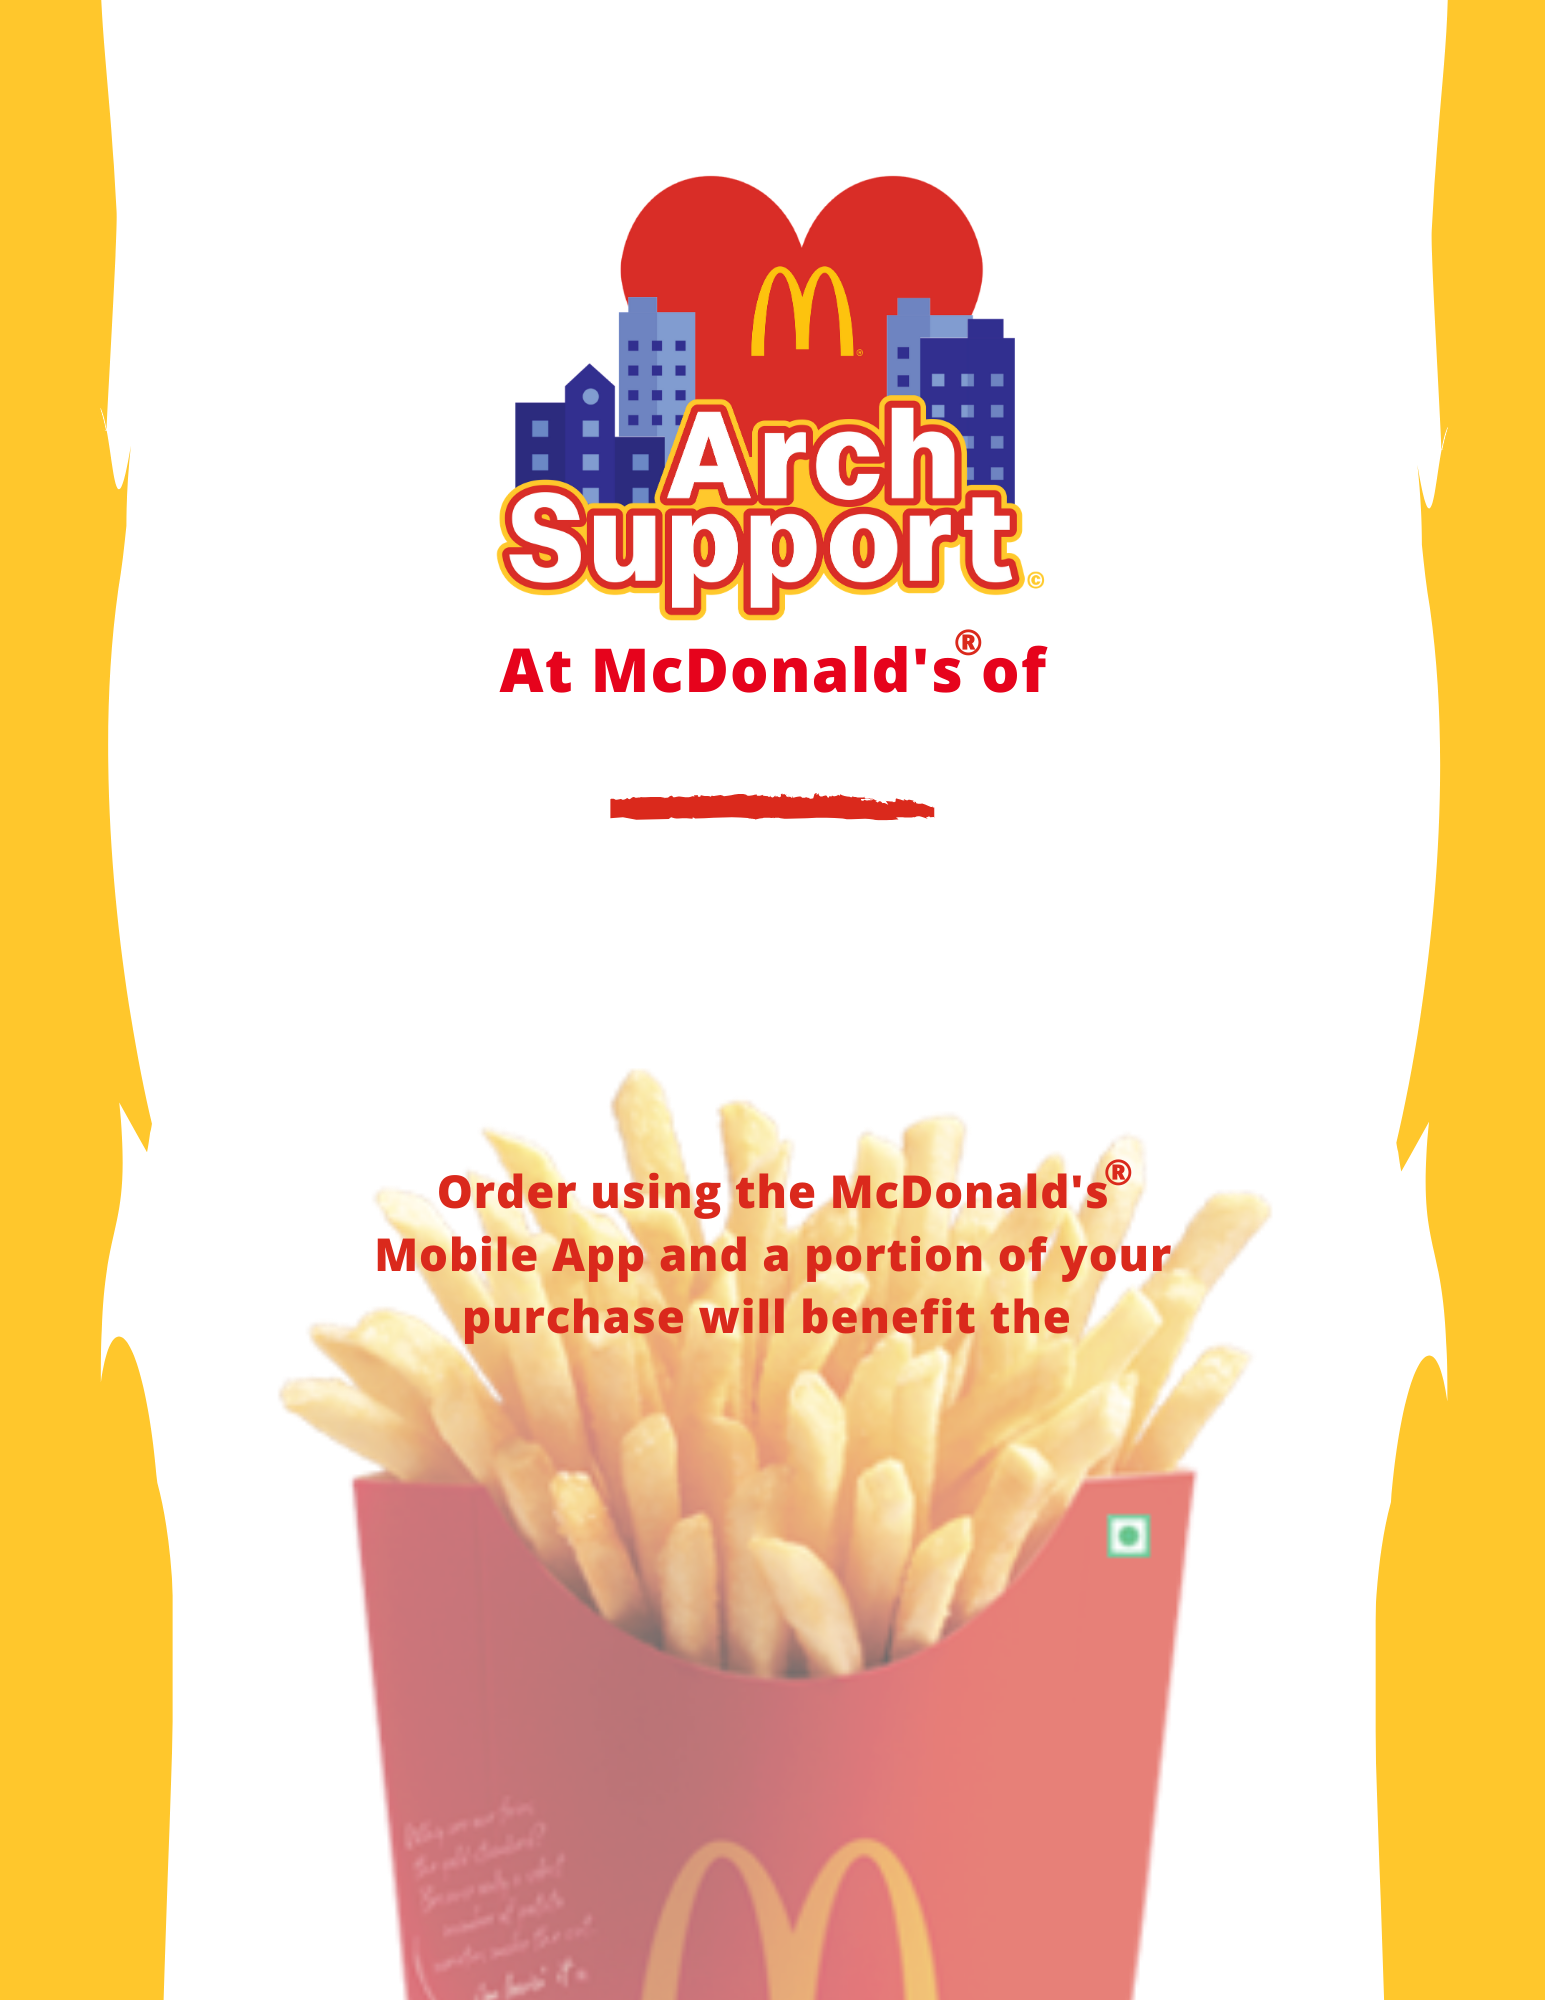 Arch
Support©
At McDonald's® of
Order using the McDonald's®
Mobile App and a portion of your
purchase will benefit the